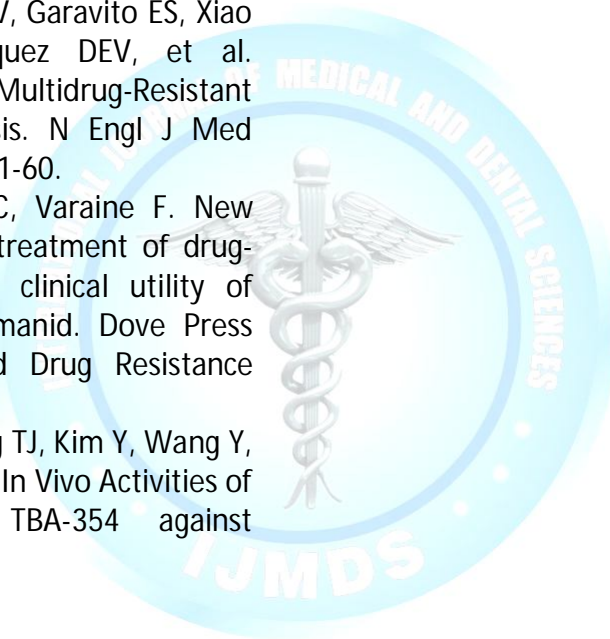 V, Garavito ES, Xiao
quez DEV, et al.
Multidrug-Resistant
sis. N Engl J Med
1-60.
C, Varaine F. New
treatment of drug-
clinical utility of
manid. Dove Press
d Drug Resistance
g TJ, Kim Y, Wang Y,
In Vivo Activities of
TBA-354 against
OF MEDICAL AND DENTAL SCIENCES
IJMDS